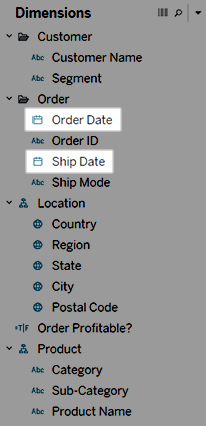 Dimensions
Customer
Abc Customer Name
Abc Segment
Order
Order Date
Abc Order ID
Ship Date
Abc Ship Mode
Location
Country
Region
State
City
Postal Code
=T|F Order Profitable?
Product
Abc Category
Abc Sub-Category
Abc Product Name